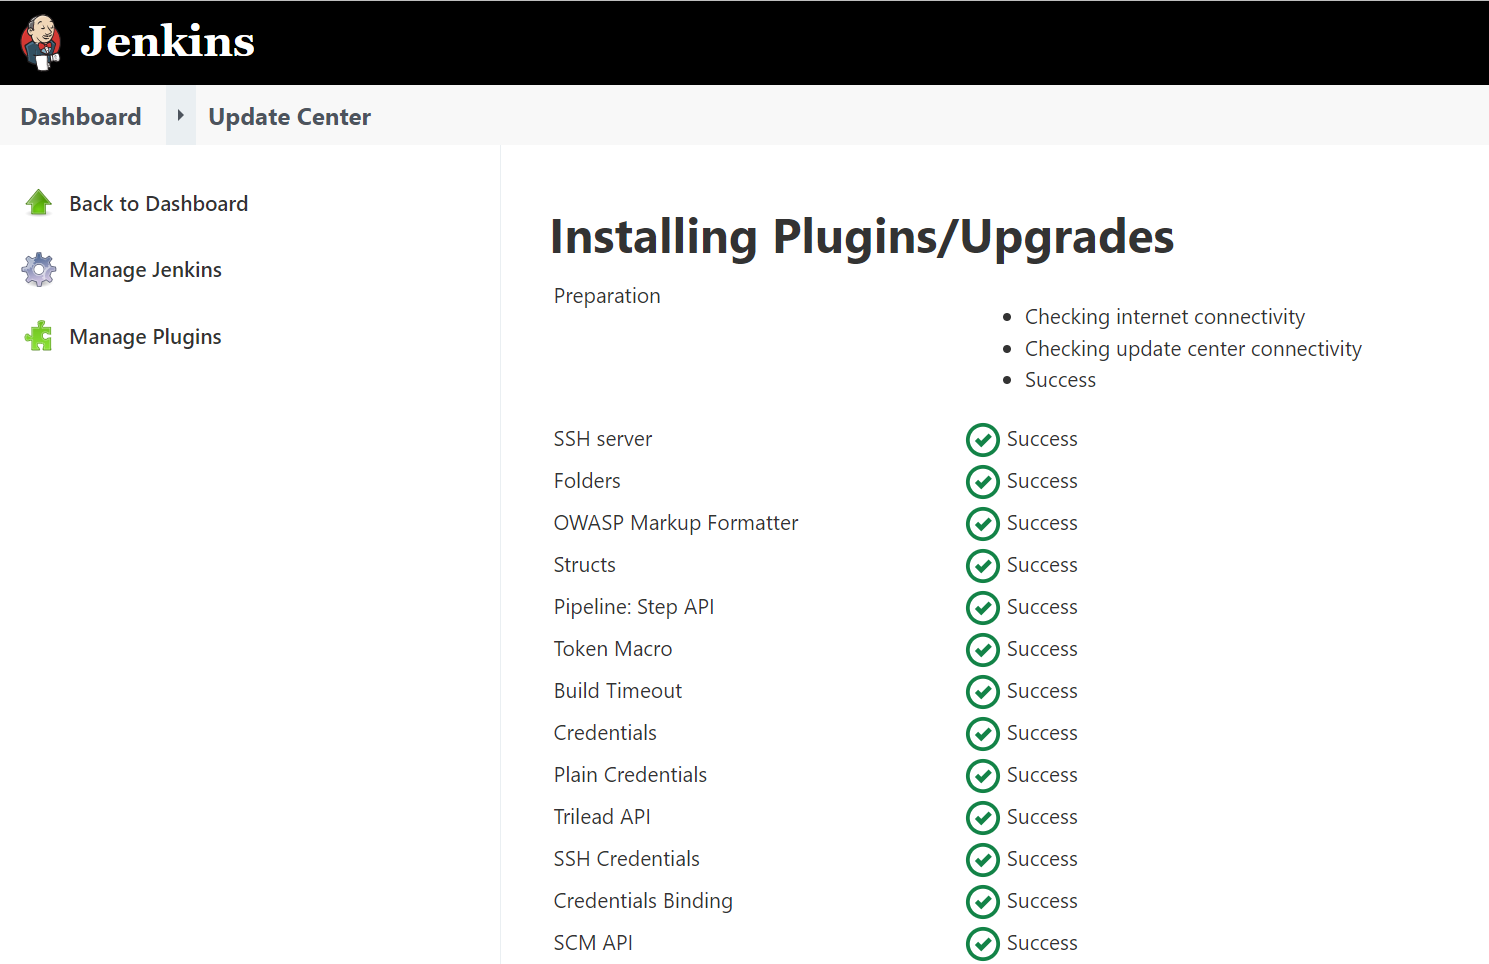 Jenkins
Dashboard
Update Center
Back to Dashboard
Manage Jenkins
Manage Plugins
Installing Plugins/Upgrades
Preparation
Checking internet connectivity
Checking update center connectivity
Success
SSH server Success
Folders Success
OWASP Markup Formatter Success
Structs Success
Pipeline: Step API Success
Token Macro Success
Build Timeout Success
Credentials Success
Plain Credentials Success
Trilead API Success
SSH Credentials Success
Credentials Binding Success
SCM API Success